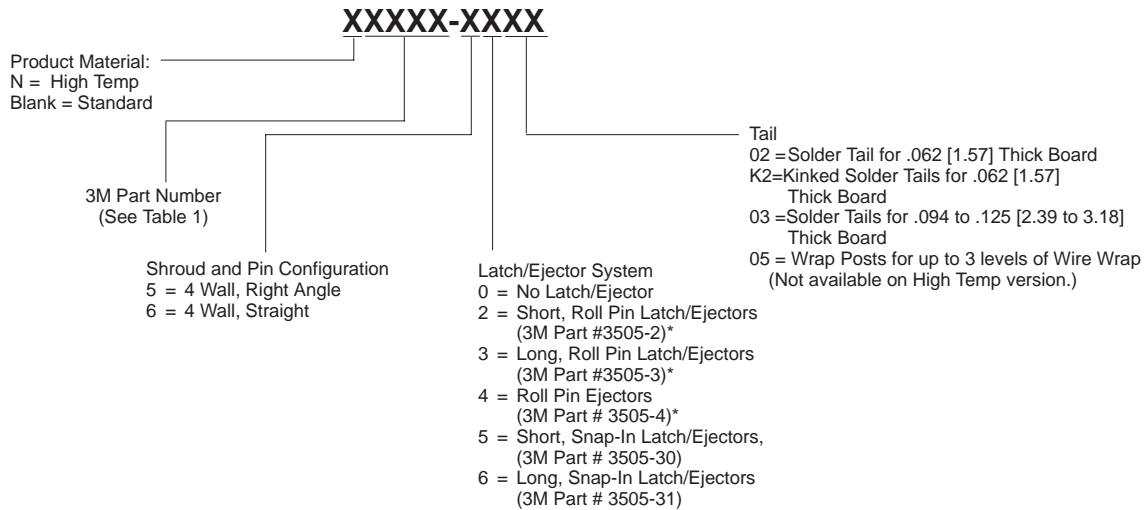 XXXXX-XXXX
Product Material:
N = High Temp
Blank = Standard
3M Part Number
(See Table 1)
Shroud and Pin Configuration
5 = 4 Wall, Right Angle
6 = 4 Wall, Straight
Latch/Ejector System
0 = No Latch/Ejector
2 = Short, Roll Pin Latch/Ejectors
(3M Part #3505-2)*
3 = Long, Roll Pin Latch/Ejectors
(3M Part #3505-3)*
4 = Roll Pin Ejectors
(3M Part # 3505-4)*
5 = Short, Snap-In Latch/Ejectors,
(3M Part # 3505-30)
6 = Long, Snap-In Latch/Ejectors
(3M Part # 3505-31)
Tail
02 =Solder Tail for .062 [1.57] Thick Board
K2=Kinked Solder Tails for .062 [1.57]
Thick Board
03 =Solder Tails for .094 to .125 [2.39 to 3.18]
Thick Board
05 = Wrap Posts for up to 3 levels of Wire Wrap
(Not available on High Temp version.)